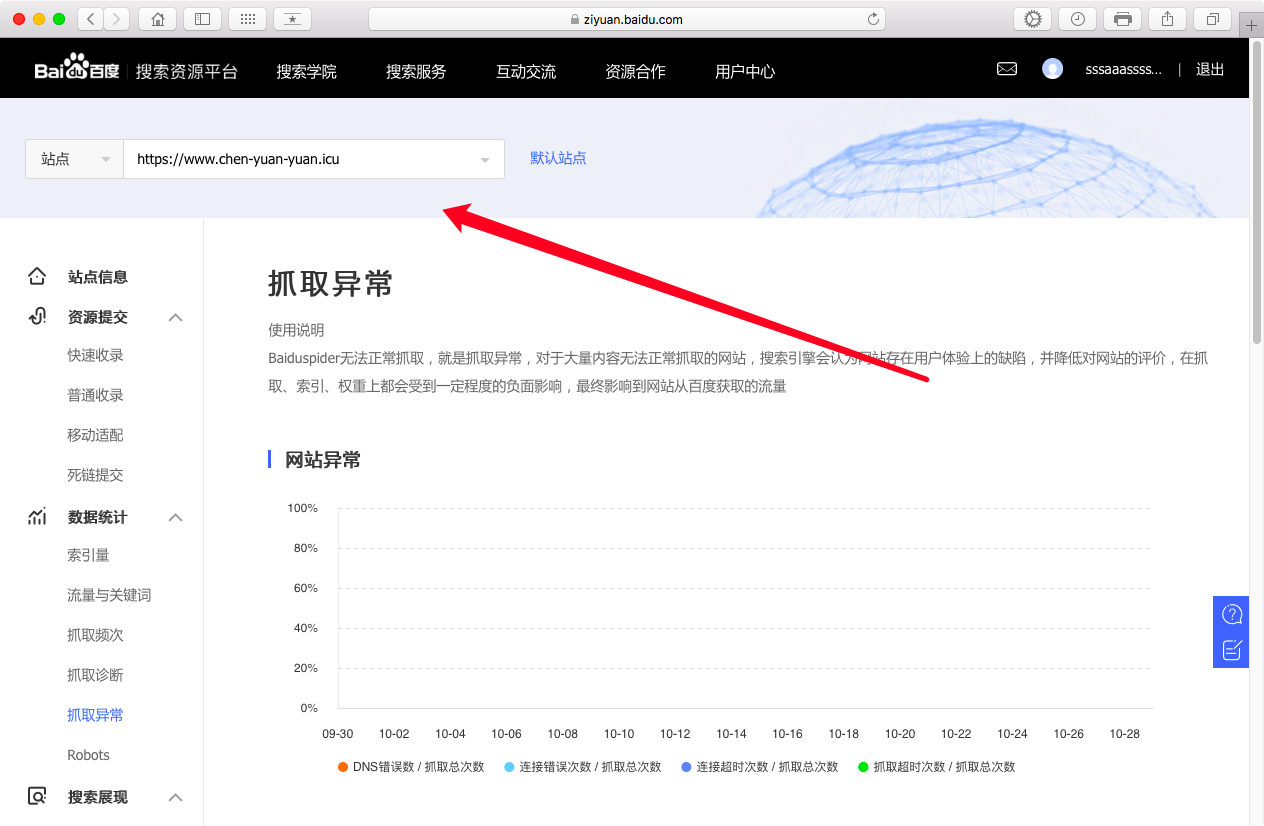 ziyuan.baidu.com
Bai百度 搜索资源平台 搜索学院 搜索服务 互动交流 资源合作 用户中心 sssaaassss... | 退出
站点 https://www.chen-yuan-yuan.icu 默认站点
站点信息
资源提交
快速收录
普通收录
移动适配
死链提交
数据统计
索引量
流量与关键词
抓取频次
抓取诊断
抓取异常
Robots
搜索展现
抓取异常
使用说明
Baiduspider无法正常抓取，就是抓取异常，对于大量内容无法正常抓取的网站，搜索引擎会认为网站存在用户体验上的缺陷，并降低对网站的评价，在抓
取、索引、权重上都会受到一定程度的负面影响，最终影响到网站从百度获取的流量
网站异常
100%
80%
60%
40%
20%
0%
09-30 10-02 10-04 10-06 10-08 10-10 10-12 10-14 10-16 10-18 10-20 10-22 10-24 10-26 10-28
DNS错误数 / 抓取总次数 连接错误次数 / 抓取总次数 连接超时次数 / 抓取总次数 抓取超时次数 / 抓取总次数